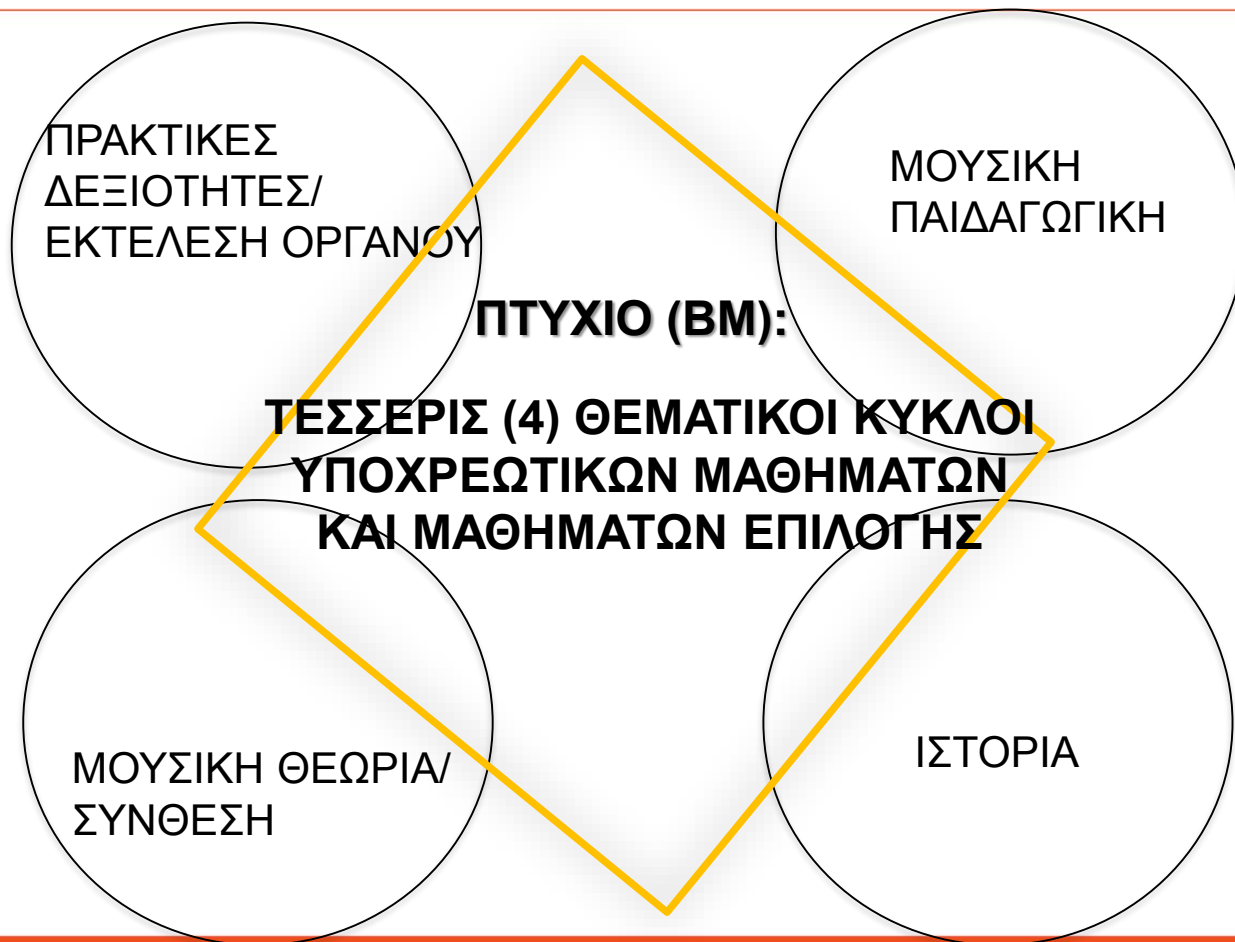 ΠΡΑΚΤΙΚΕΣ
ΔΕΞΙΟΤΗΤΕΣ/
ΕΚΤΕΛΕΣΗ ΟΡΓΑΝΟΥ
ΜΟΥΣΙΚΗ
ΠΑΙΔΑΓΩΓΙΚΗ
ΠΤΥΧΙΟ (ΒΜ):
ΤΕΣΣΕΡΙΣ (4) ΘΕΜΑΤΙΚΟΙ ΚΥΚΛΟΙ
ΥΠΟΧΡΕΩΤΙΚΩΝ ΜΑΘΗΜΑΤΩΝ
ΚΑΙ ΜΑΘΗΜΑΤΩΝ ΕΠΙΛΟΓΗΣ
ΜΟΥΣΙΚΗ ΘΕΩΡΙΑ/
ΣΥΝΘΕΣΗ
ΙΣΤΟΡΙΑ